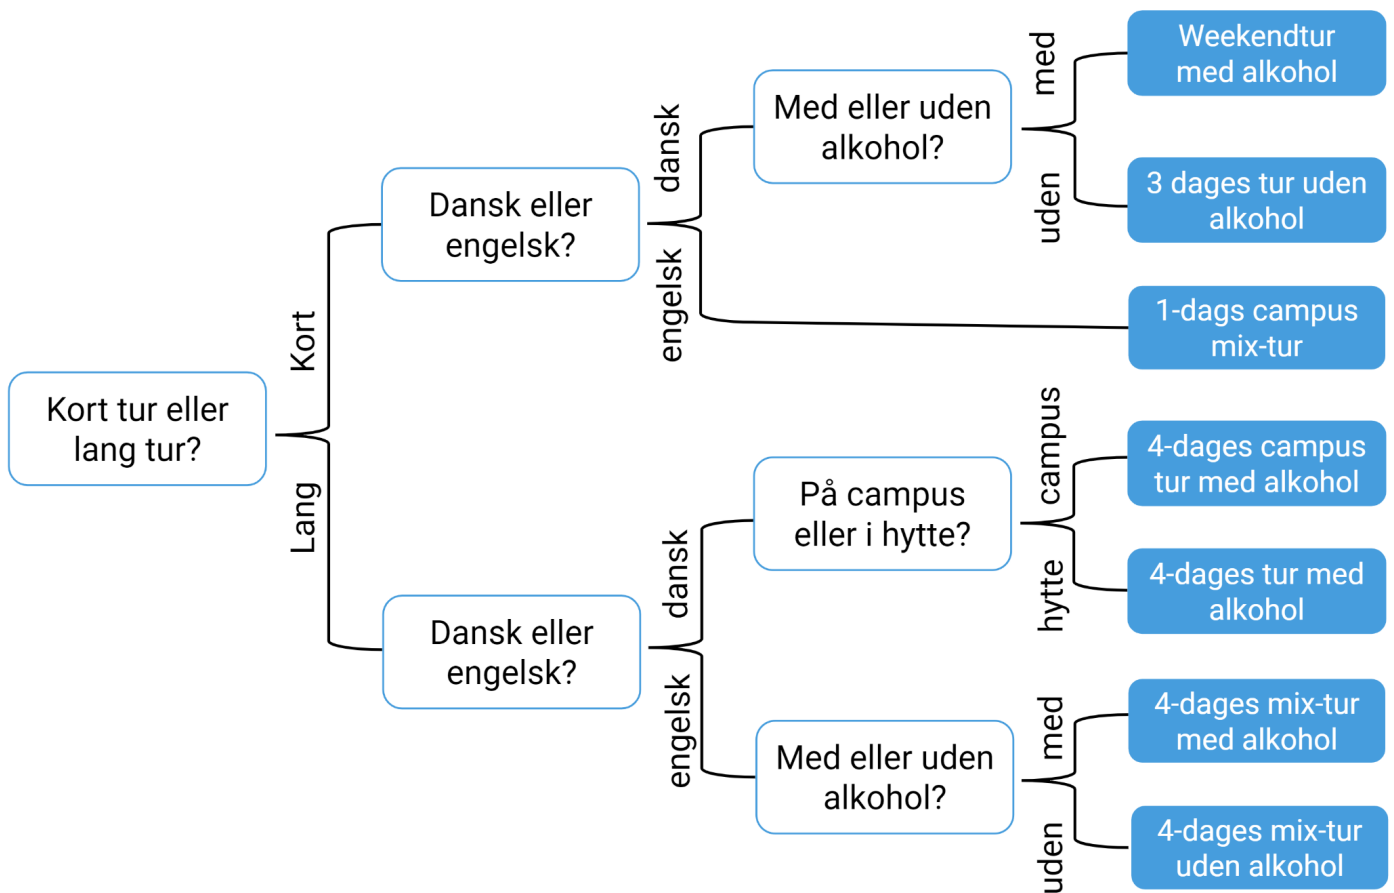 Kort tur eller
lang tur?
Kort
Lang
Dansk eller
engelsk?
dansk
engelsk
Med eller uden
alkohol?
med
uden
Weekendtur
med alkohol
3 dages tur uden
alkohol
1-dags campus
mix-tur
Dansk eller
engelsk?
dansk
engelsk
På campus
eller i hytte?
campus
hytte
4-dages campus
tur med alkohol
4-dages tur med
alkohol
Med eller uden
alkohol?
med
uden
4-dages mix-tur
med alkohol
4-dages mix-tur
uden alkohol